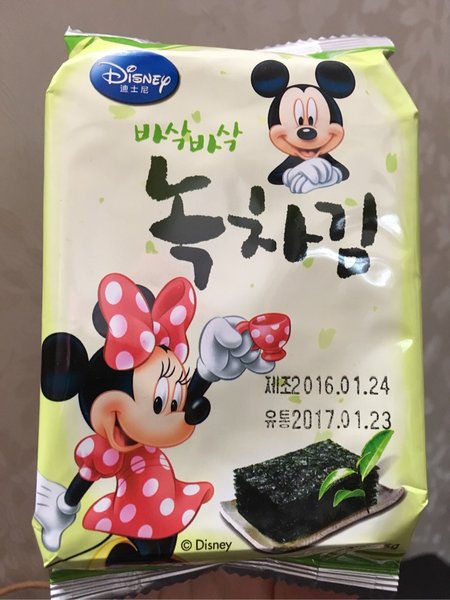 Disney
迪士尼
바삭바삭
녹차김
제조2016.01.24
유통2017.01.23
© Disney